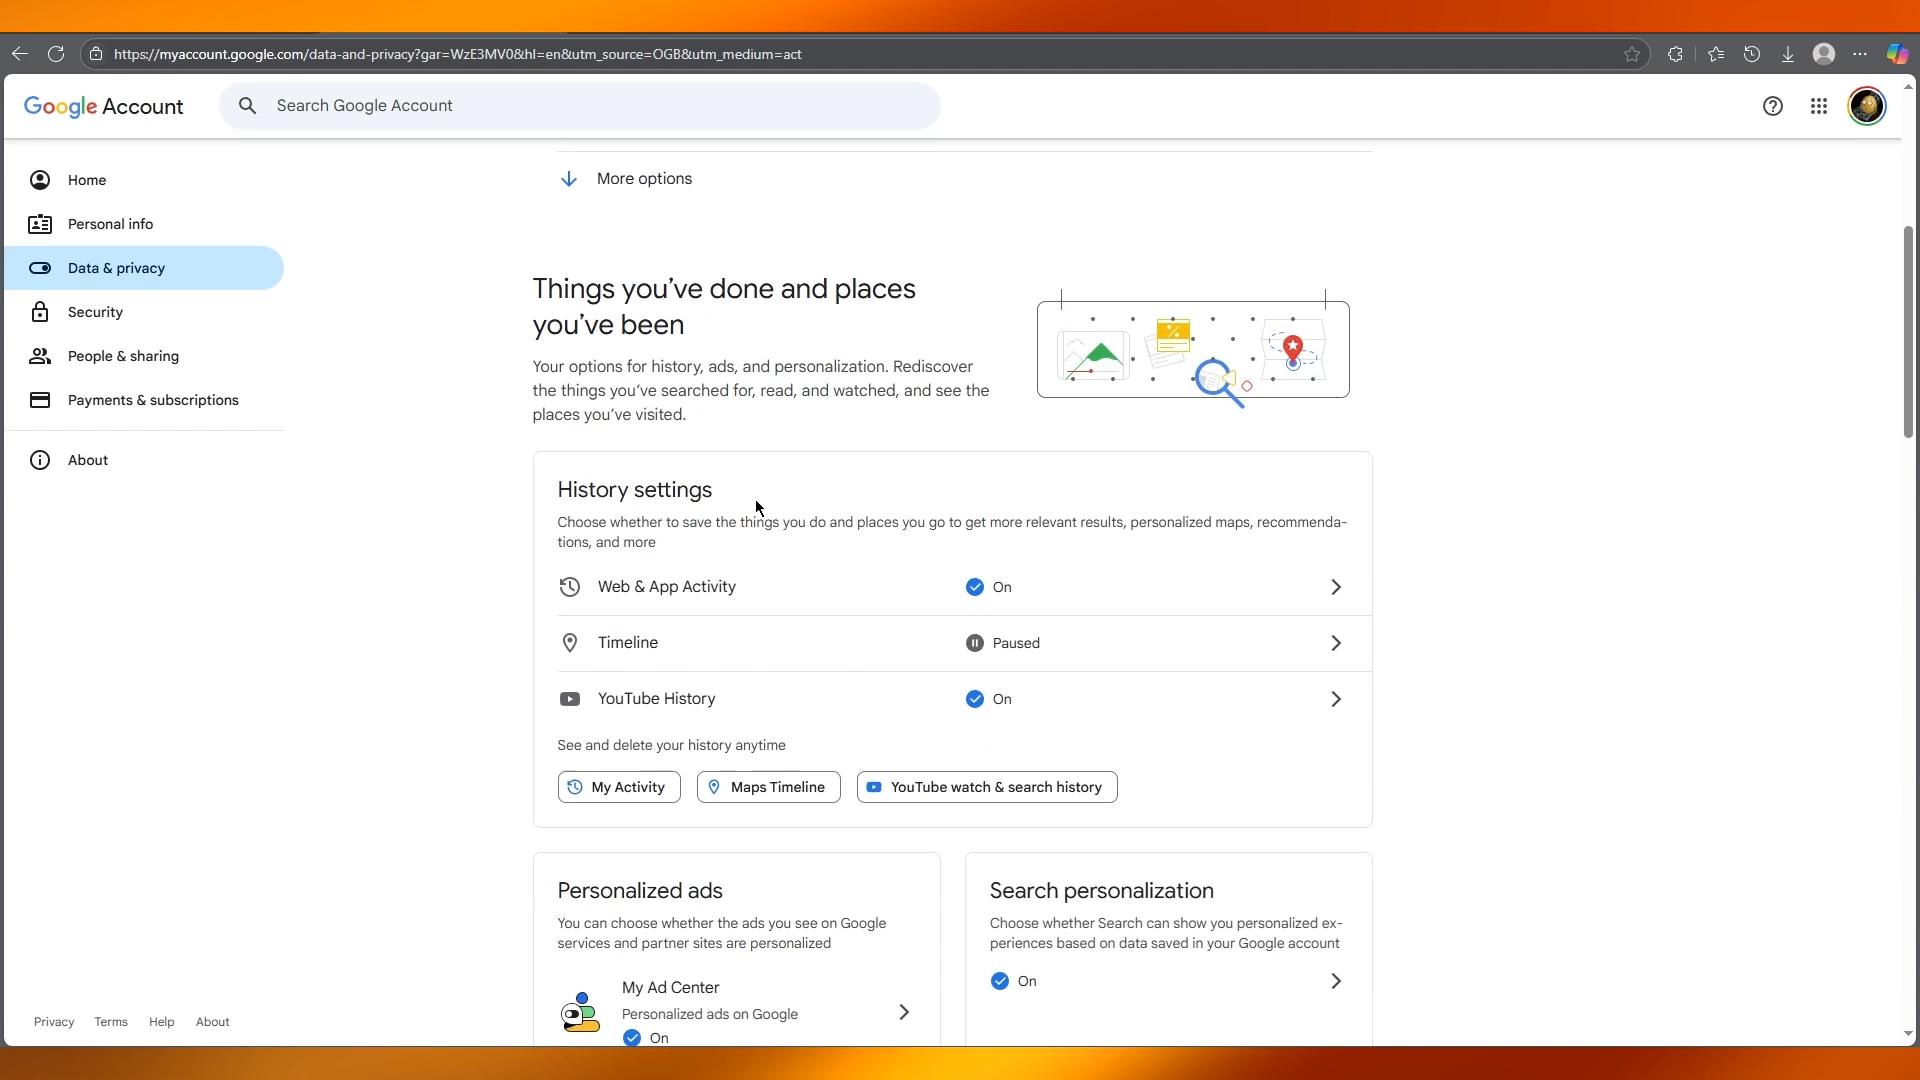 https://myaccount.google.com/data-and-privacy?gar=WzE3MV0&hl=en&utm_source=OGB&utm_medium=act
Google Account
Search Google Account
Home
Personal info
Data & privacy
Security
People & sharing
Payments & subscriptions
About
More options
Things you’ve done and places
you’ve been
Your options for history, ads, and personalization. Rediscover
the things you’ve searched for, read, and watched, and see the
places you’ve visited.
History settings
Choose whether to save the things you do and places you go to get more relevant results, personalized maps, recommenda-
tions, and more
Web & App Activity On
Timeline Paused
YouTube History On
See and delete your history anytime
My Activity Maps Timeline YouTube watch & search history
Personalized ads
You can choose whether the ads you see on Google
services and partner sites are personalized
My Ad Center
Personalized ads on Google
On
Search personalization
Choose whether Search can show you personalized ex-
periences based on data saved in your Google account
On
Privacy Terms Help About